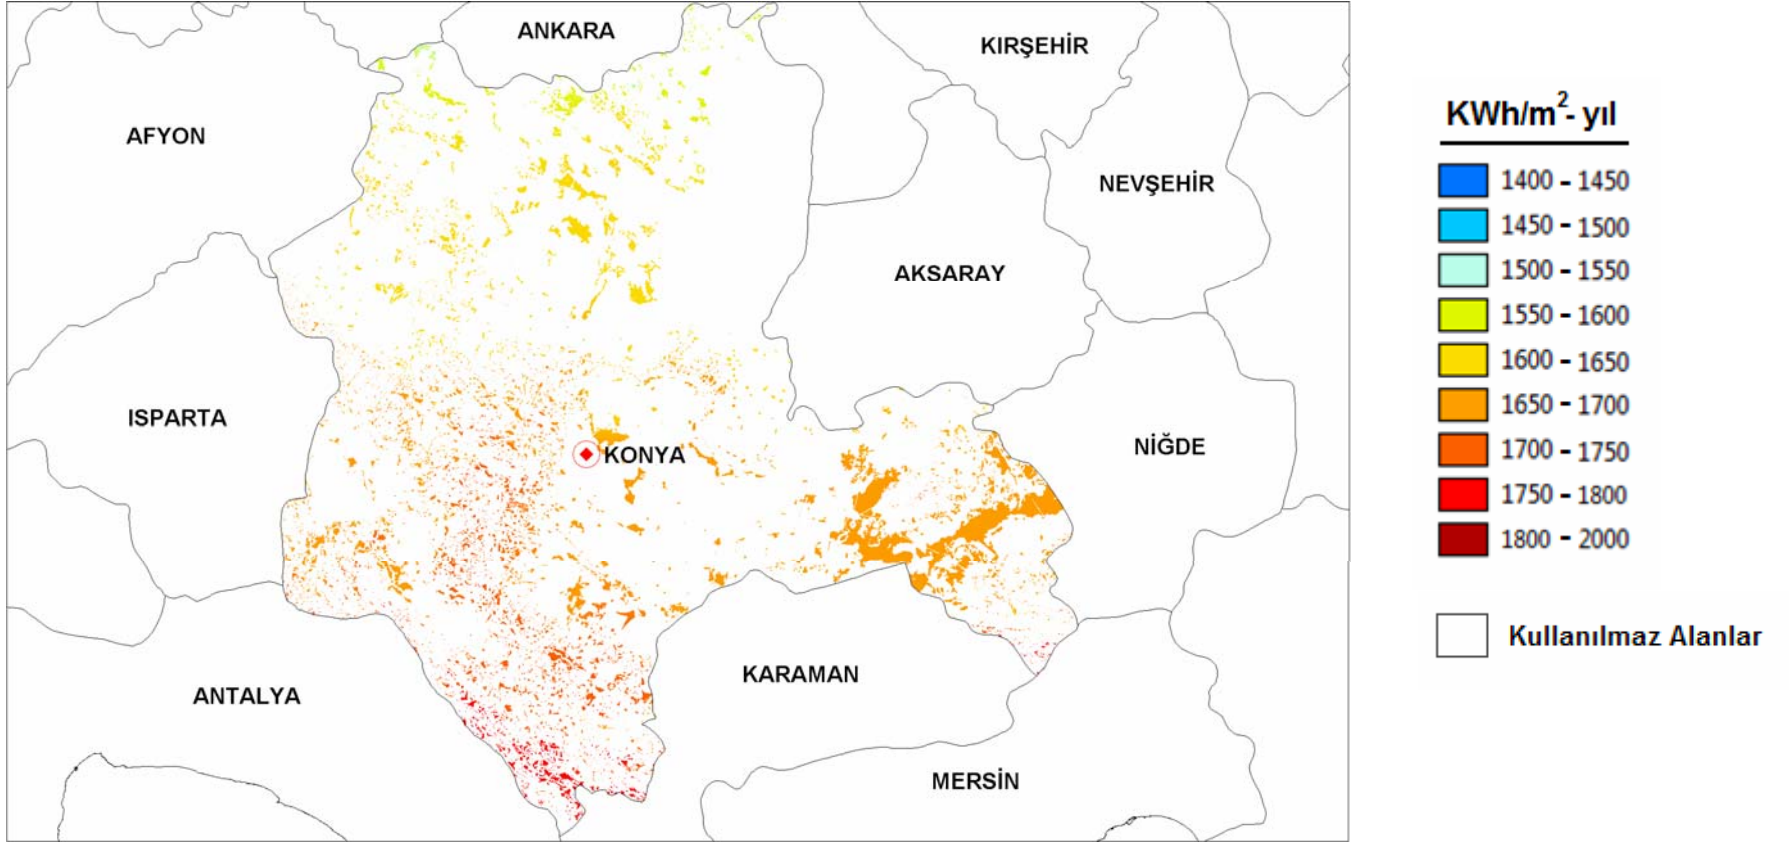 ANKARA
KIRŞEHİR
AFYON
NEVŞEHİR
AKSARAY
ISPARTA
KONYA
NİĞDE
ANTALYA
KARAMAN
MERSİN
KWh/m²- yıl
1400 - 1450
1450 - 1500
1500 - 1550
1550 - 1600
1600 - 1650
1650 - 1700
1700 - 1750
1750 - 1800
1800 - 2000
Kullanılmaz Alanlar